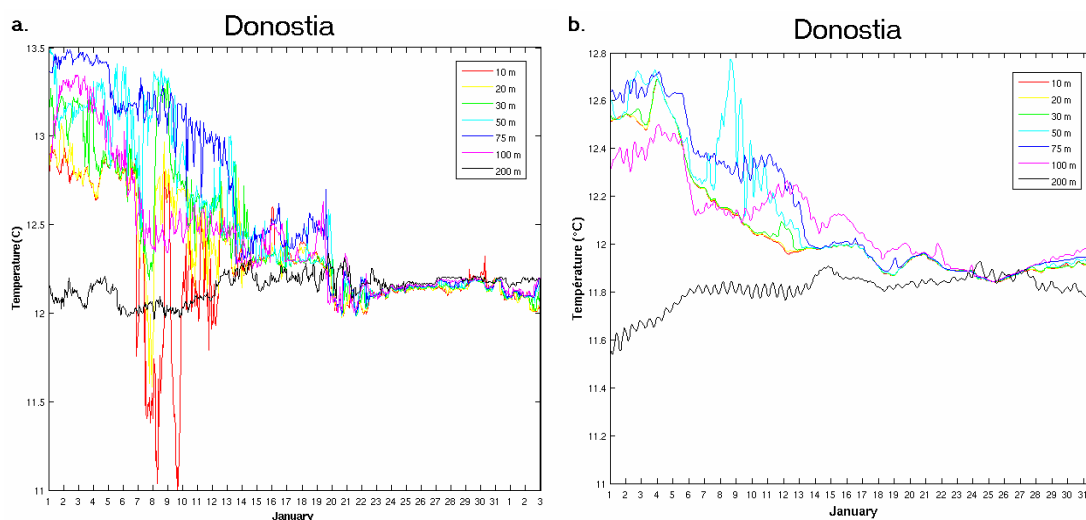 a.
Donostia
13.5
13
12.5
12
11.5
11
Temperature(C)
10 m
20 m
30 m
50 m
75 m
100 m
200 m
1 2 3 4 5 6 7 8 9 10 11 12 13 14 15 16 17 18 19 20 21 22 23 24 25 26 27 28 29 30 31 1 2 3
January
b.
Donostia
12.8
12.6
12.4
12.2
12
11.8
11.6
11.4
11.2
11
Température (°C)
10 m
20 m
30 m
50 m
75 m
100 m
200 m
1 2 3 4 5 6 7 8 9 10 11 12 13 14 15 16 17 18 19 20 21 22 23 24 25 26 27 28 29 30 31
January